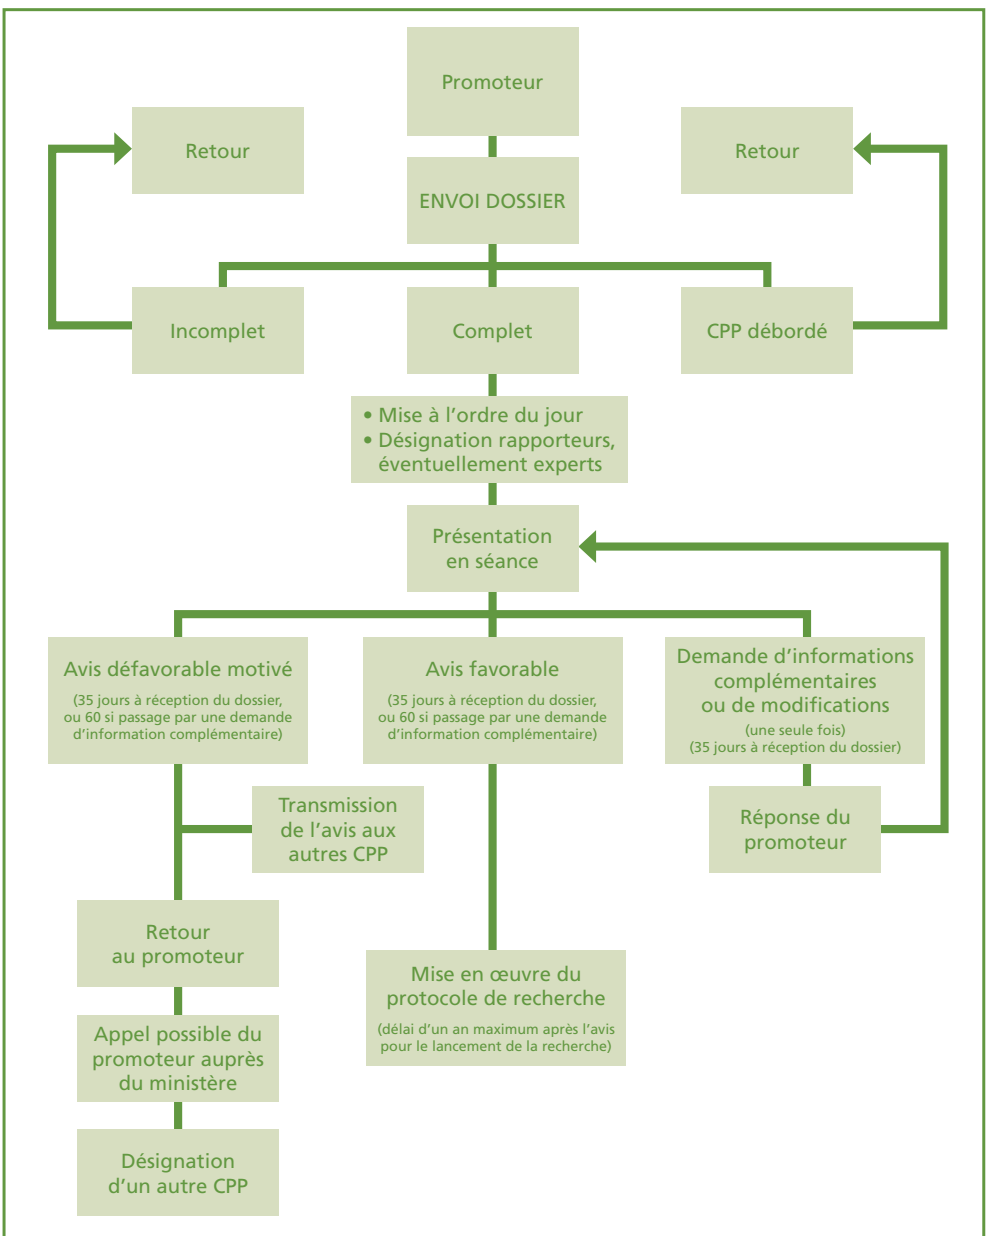 Promoteur
Retour
Retour
ENVOI DOSSIER
Incomplet
Complet
CPP débordé
• Mise à l’ordre du jour
• Désignation rapporteurs,
éventuellement experts
Présentation
en séance
Avis défavorable motivé
(35 jours à réception du dossier,
ou 60 si passage par une demande
d’information complémentaire)
Avis favorable
(35 jours à réception du dossier,
ou 60 si passage par une demande
d’information complémentaire)
Demande d’informations
complémentaires
ou de modifications
(une seule fois)
(35 jours à réception du dossier)
Transmission
de l’avis aux
autres CPP
Réponse du
promoteur
Retour
au promoteur
Mise en œuvre du
protocole de recherche
(délai d’un an maximum après l’avis
pour le lancement de la recherche)
Appel possible du
promoteur auprès
du ministère
Désignation
d’un autre CPP